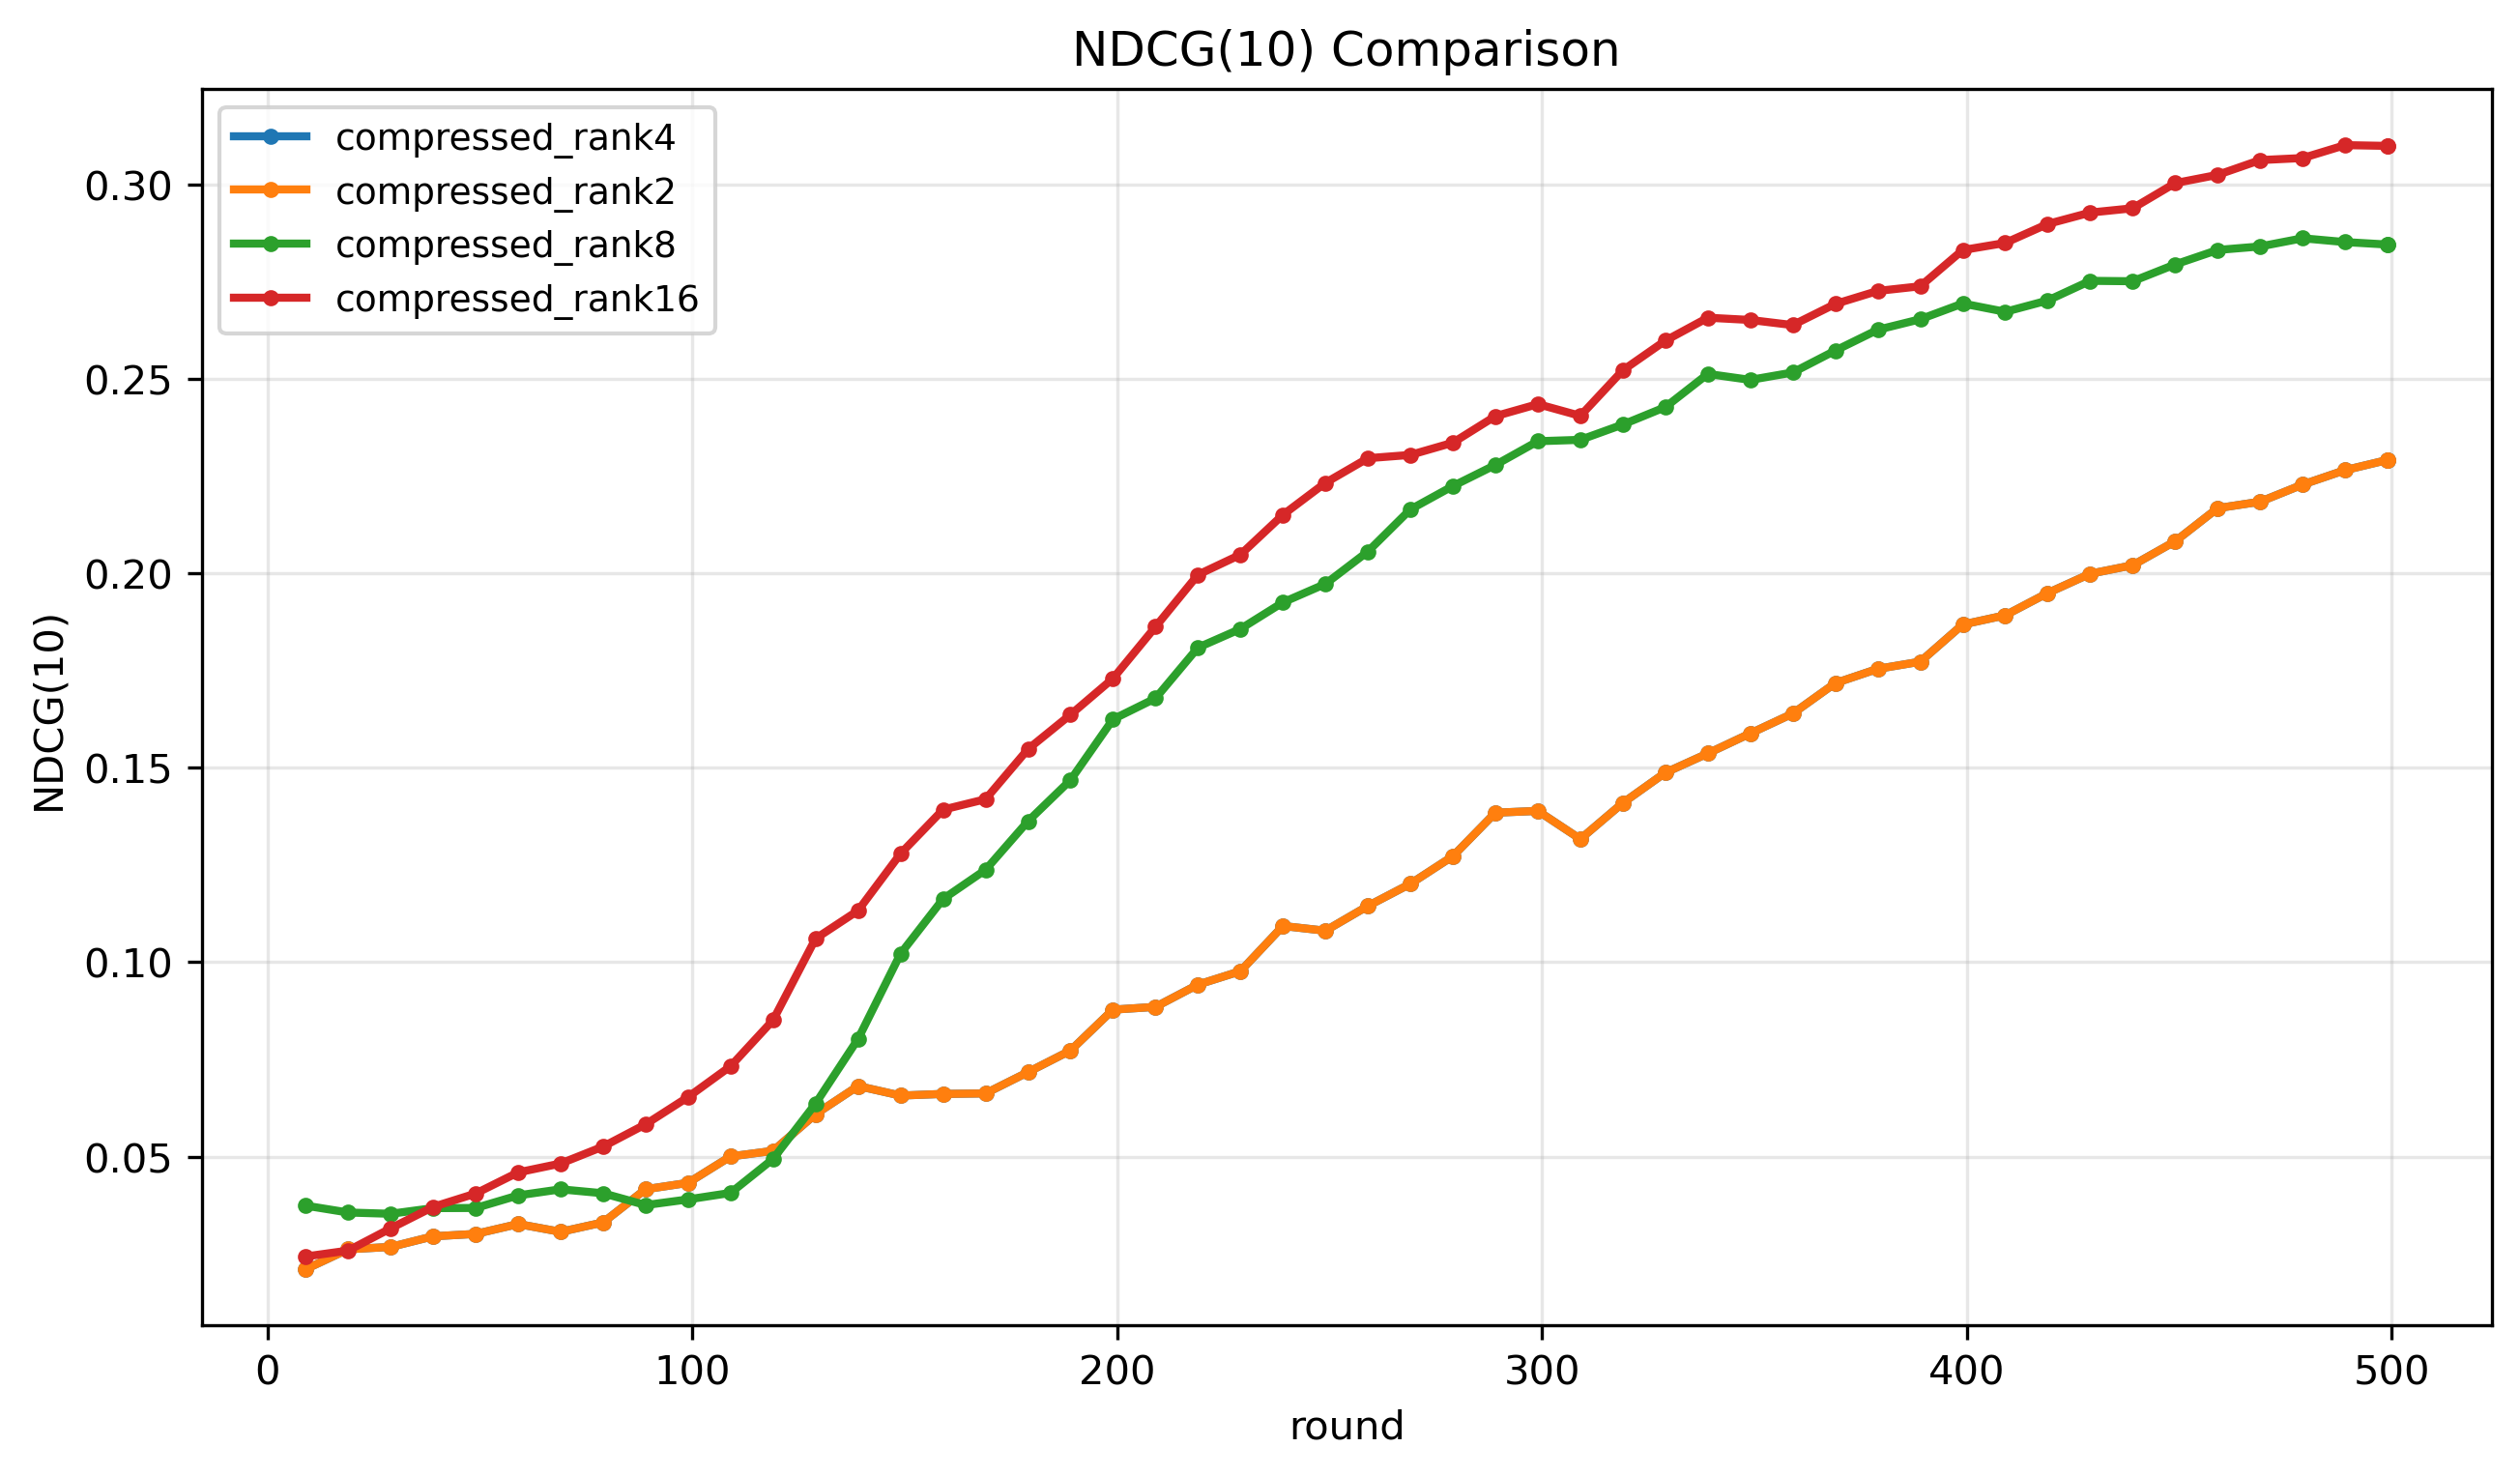 NDCG(10) Comparison
compressed_rank4
compressed_rank2
compressed_rank8
compressed_rank16
NDCG(10)
0.30
0.25
0.20
0.15
0.10
0.05
0 100 200 300 400 500
round